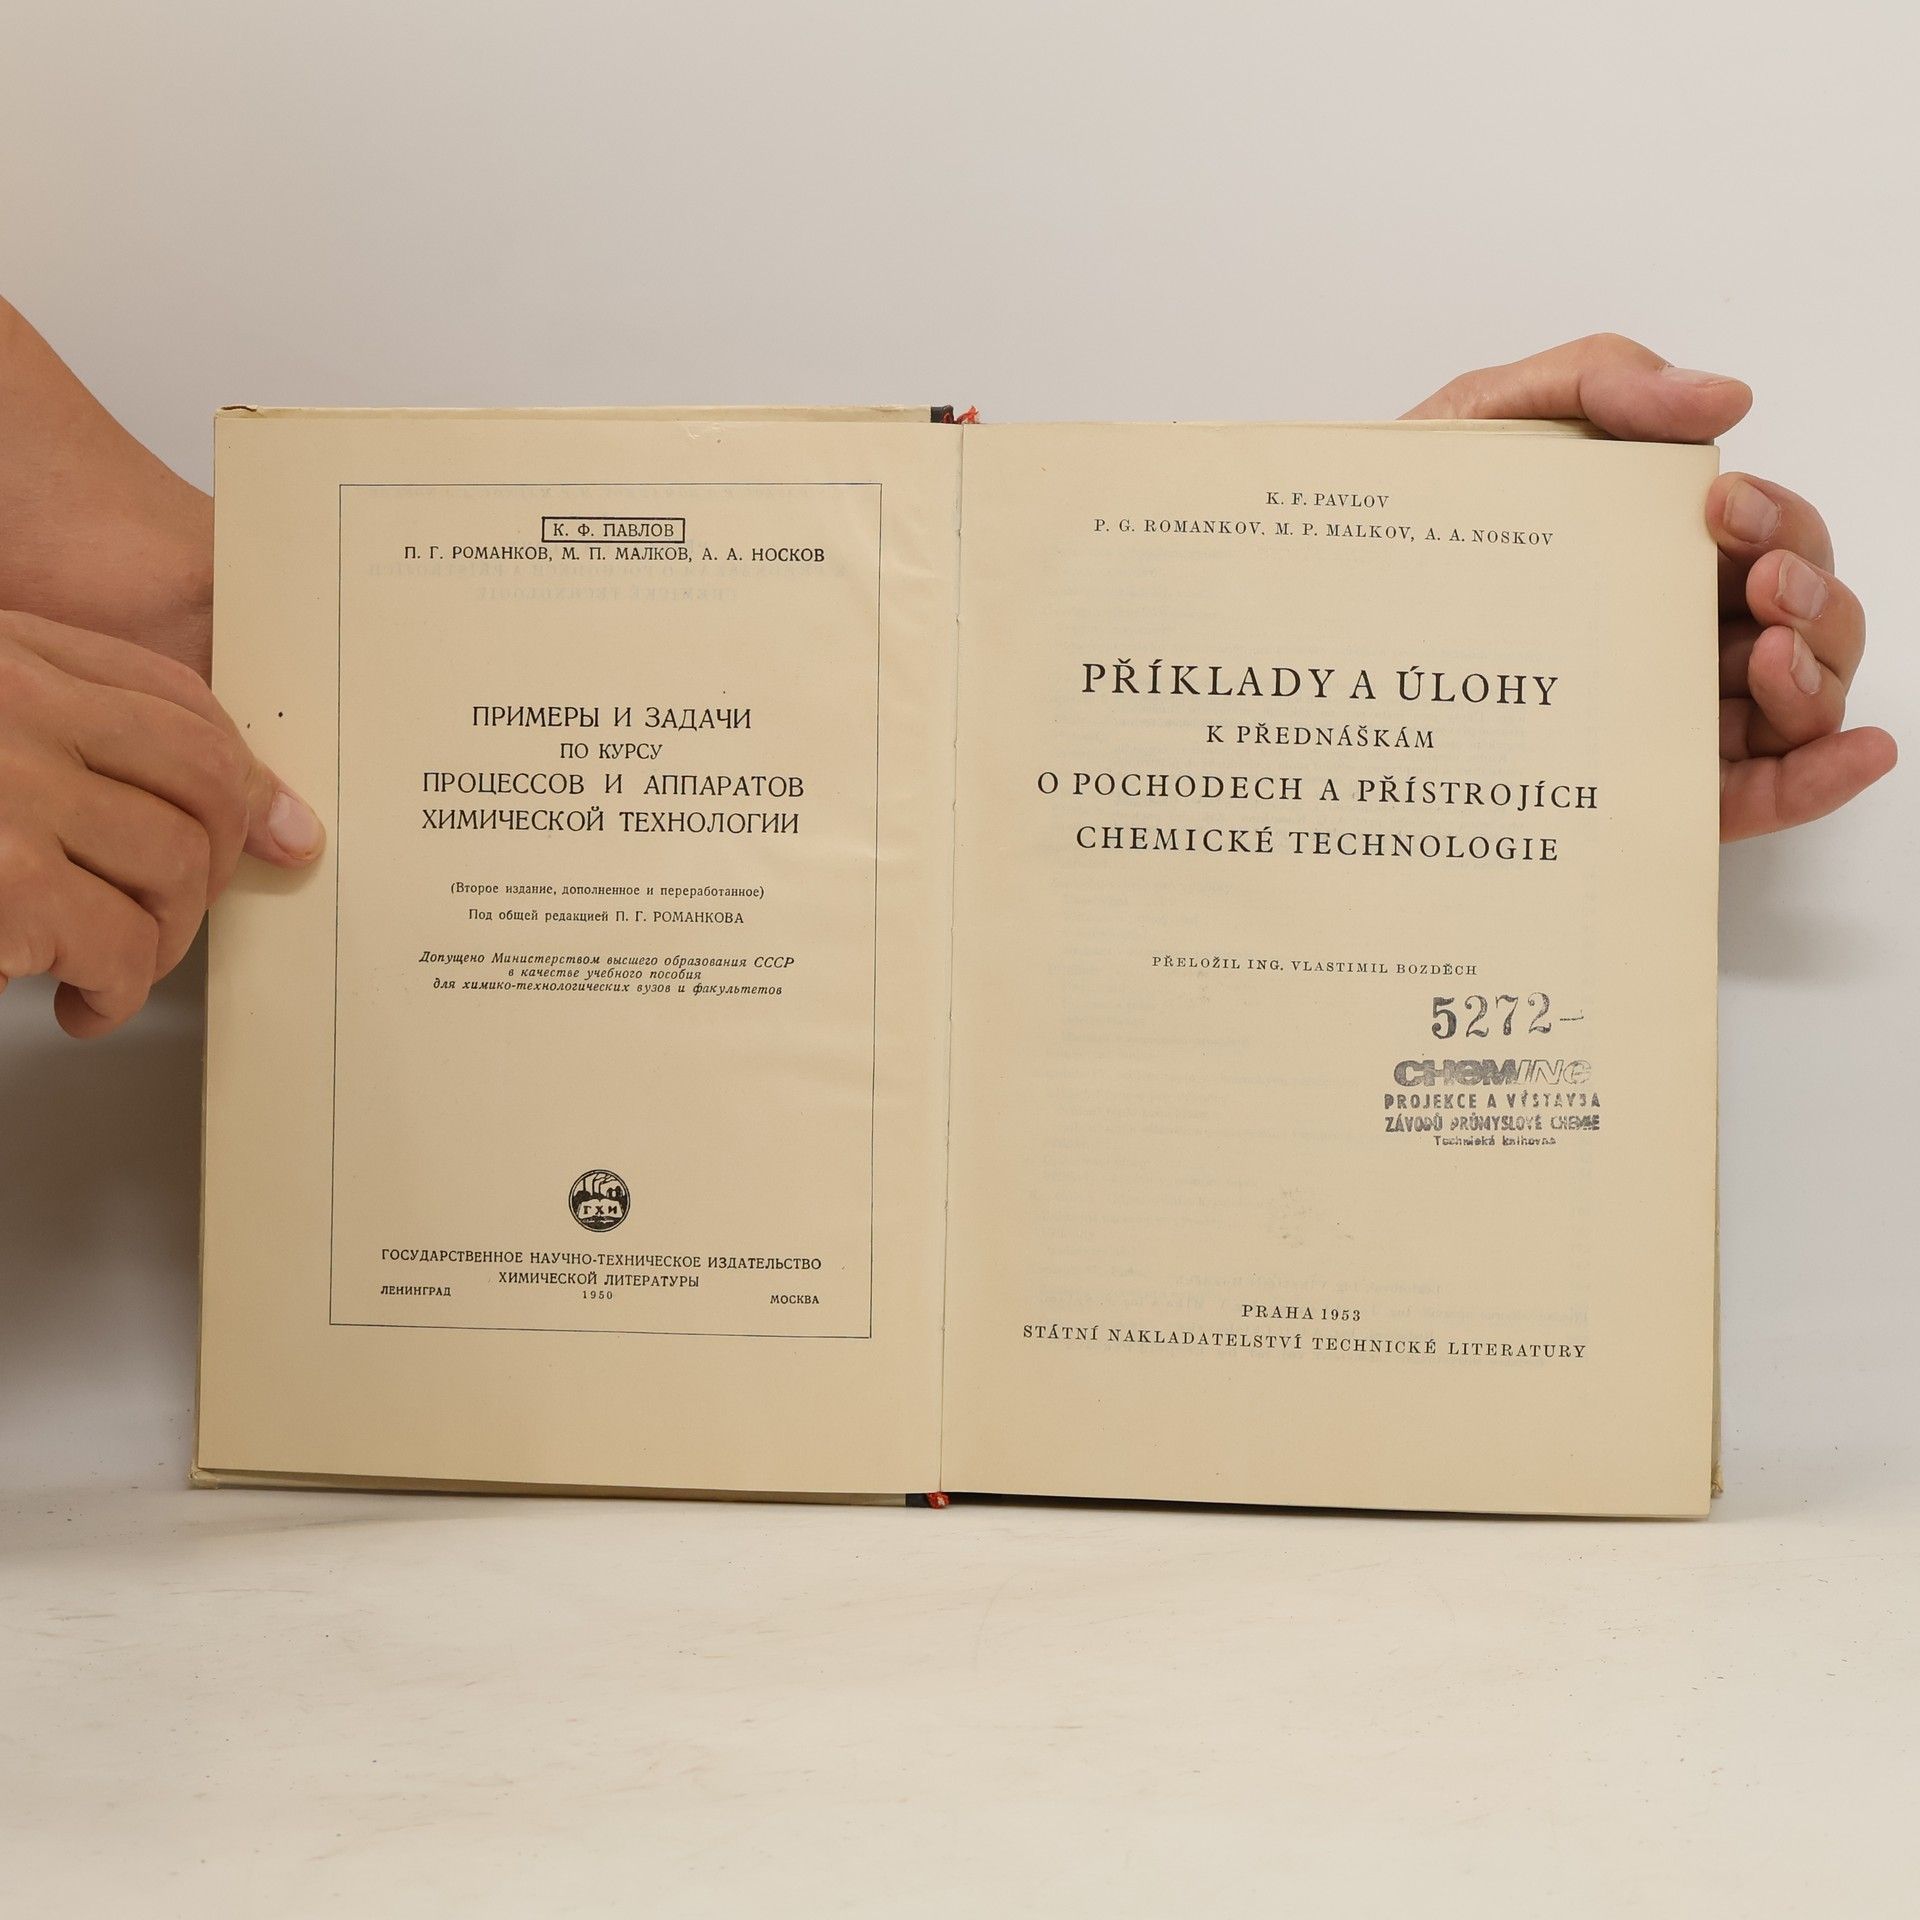 К. Ф. ПАВЛОВ
П. Г. РОМАНКОВ, М. П. МАЛКОВ, А. А. НОСКОВ
ПРИМЕРЫ И ЗАДАЧИ
ПО КУРСУ
ПРОЦЕССОВ И АППАРАТОВ
ХИМИЧЕСКОЙ ТЕХНОЛОГИИ
(Второе издание, дополненное и переработанное)
Под общей редакцией П. Г. РОМАНКОВА
Допущено Министерством высшего образования СССР
в качестве учебного пособия
для химико-технологических вузов и факультетов
ГХИ
ГОСУДАРСТВЕННОЕ НАУЧНО-ТЕХНИЧЕСКОЕ ИЗДАТЕЛЬСТВО
ХИМИЧЕСКОЙ ЛИТЕРАТУРЫ
ЛЕНИНГРАД 1950 МОСКВА
K. F. PAVLOV
P. G. ROMANKOV, M. P. MALKOV, A. A. NOSKOV
PŘÍKLADY A ÚLOHY
K PŘEDNÁŠKÁM
O POCHODECH A PŘÍSTROJÍCH
CHEMICKÉ TECHNOLOGIE
PŘELOŽIL ING. VLASTIMIL BOZDĚCH
5272-
CHEMING
PROJEKCE A VÝSTAVBA
ZÁVODŮ PRŮMYSLOVÉ CHEMIE
Technická knihovna
PRAHA 1953
STÁTNÍ NAKLADATELSTVÍ TECHNICKÉ LITERATURY